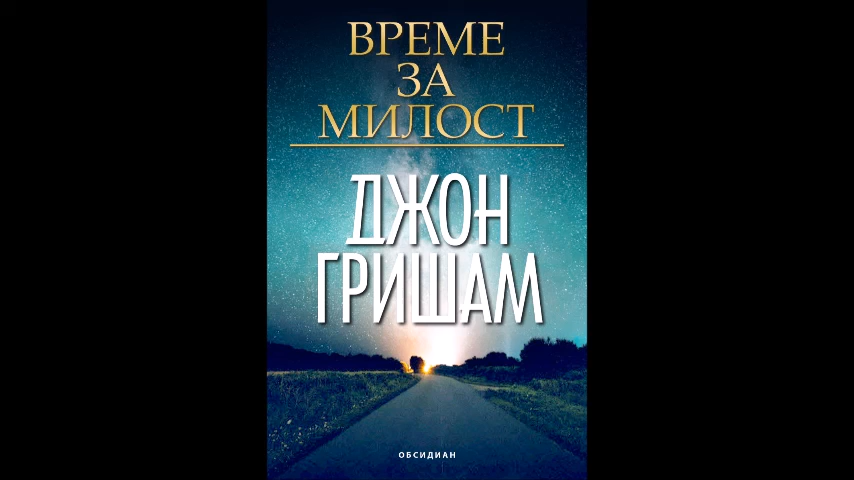 ВРЕМЕ
ЗА
МИЛОСТ
ДЖОН
ГРИШАМ
ОБСИДИАН